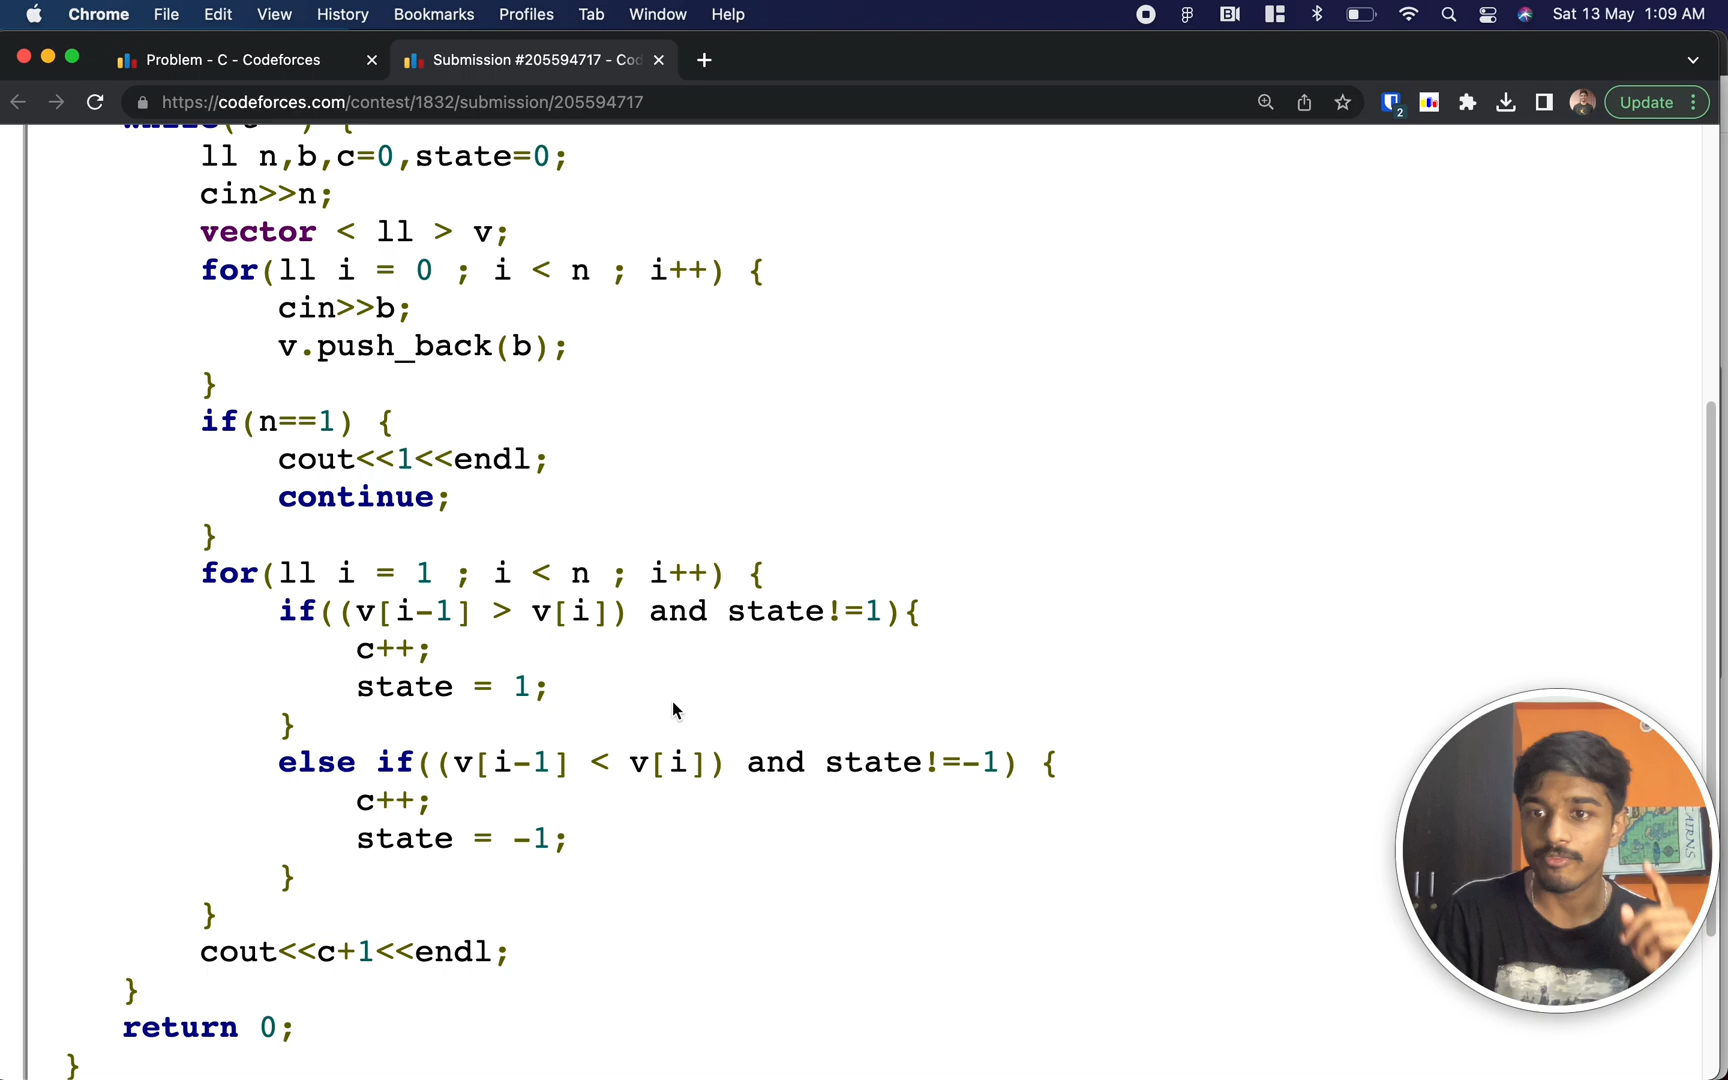 Chrome File Edit View History Bookmarks Profiles Tab Window Help Sat 13 May 1:09 AM
Problem - C - Codeforces Submission #205594717 - Cod
https://codeforces.com/contest/1832/submission/205594717 2 Update
ll n,b,c=0,state=0;
cin>>n;
vector < ll > v;
for(ll i = 0 ; i < n ; i++) {
cin>>b;
v.push_back(b);
}
if(n==1) {
cout<<1<<endl;
continue;
}
for(ll i = 1 ; i < n ; i++) {
if((v[i-1] > v[i]) and state!=1){
c++;
state = 1;
}
else if((v[i-1] < v[i]) and state!=-1) {
c++;
state = -1;
}
}
cout<<c+1<<endl;
}
return 0;
}
AIRNS